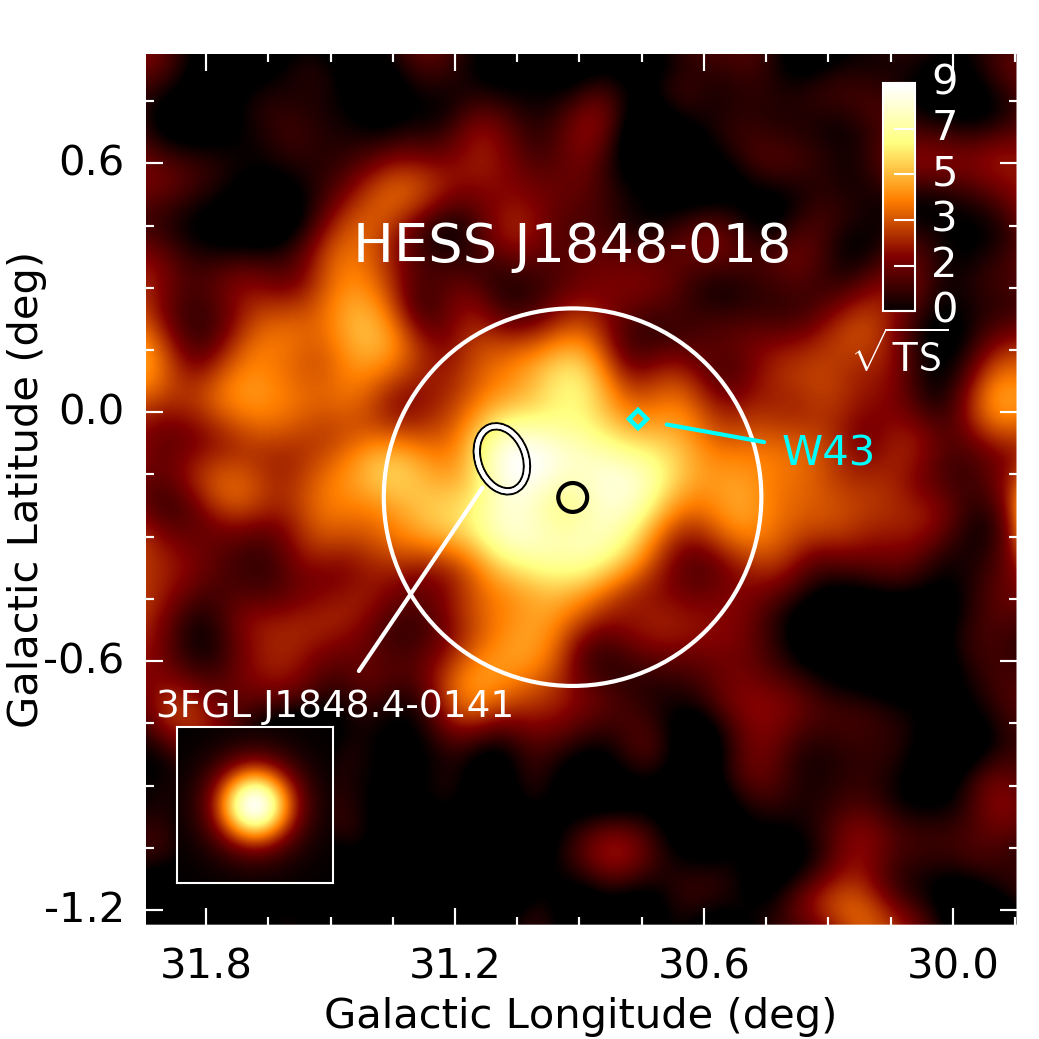 9
7
5
3
2
0
√TS
HESS J1848-018
W43
3FGL J1848.4-0141
0.6
0.0
-0.6
-1.2
Galactic Latitude (deg)
31.8 31.2 30.6 30.0
Galactic Longitude (deg)